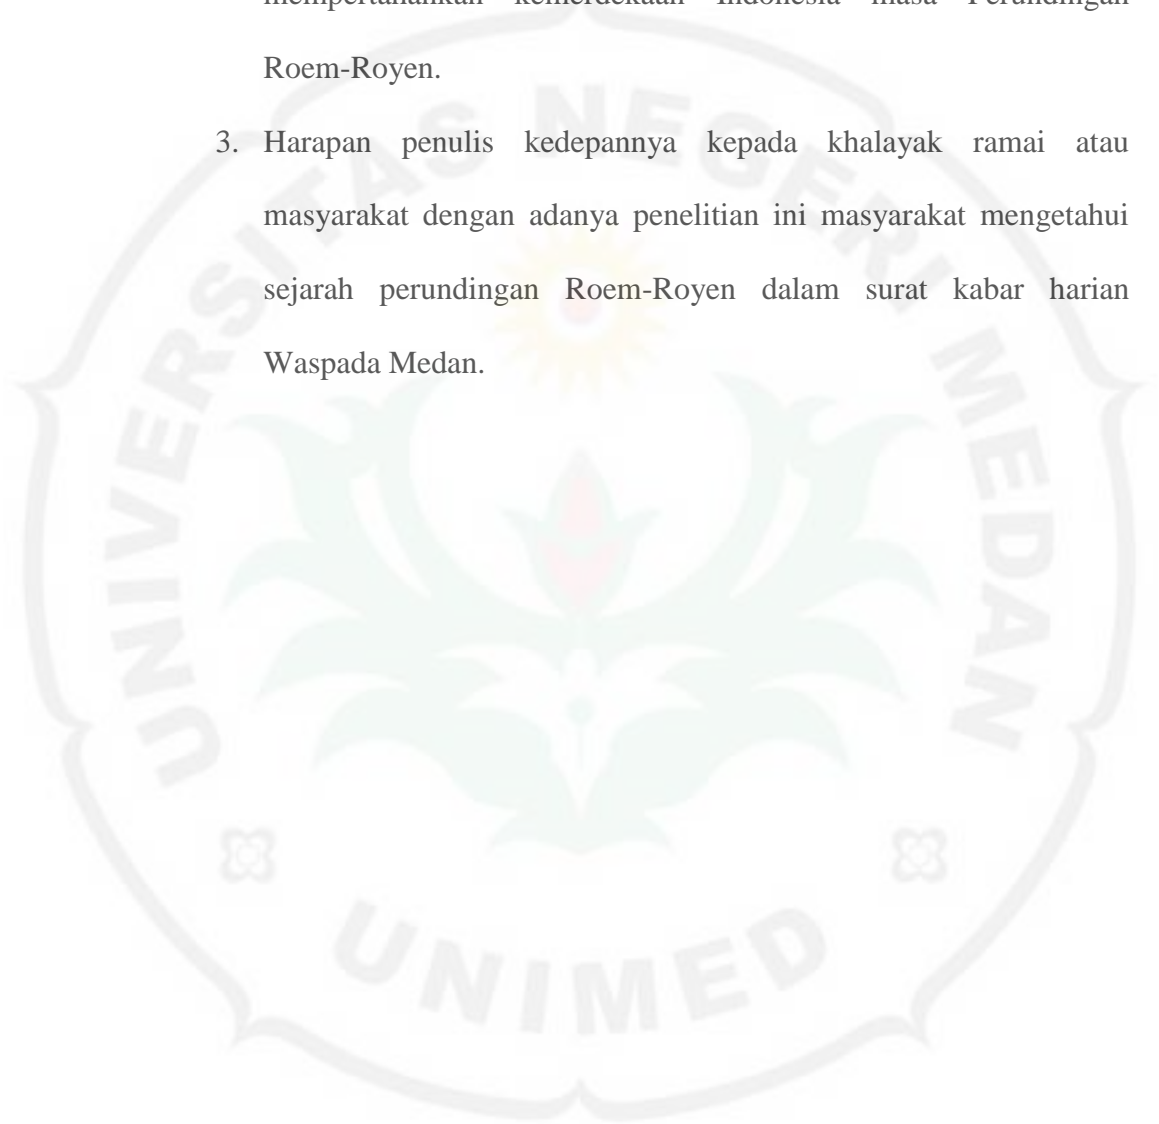 mempertahankan kemerdekaan Indonesia masa Perundingan
Roem-Royen.
3. Harapan penulis kedepannya kepada khalayak ramai atau
masyarakat dengan adanya penelitian ini masyarakat mengetahui
sejarah perundingan Roem-Royen dalam surat kabar harian
Waspada Medan.
UNIVERSITAS NEGERI MEDAN
UNIMED